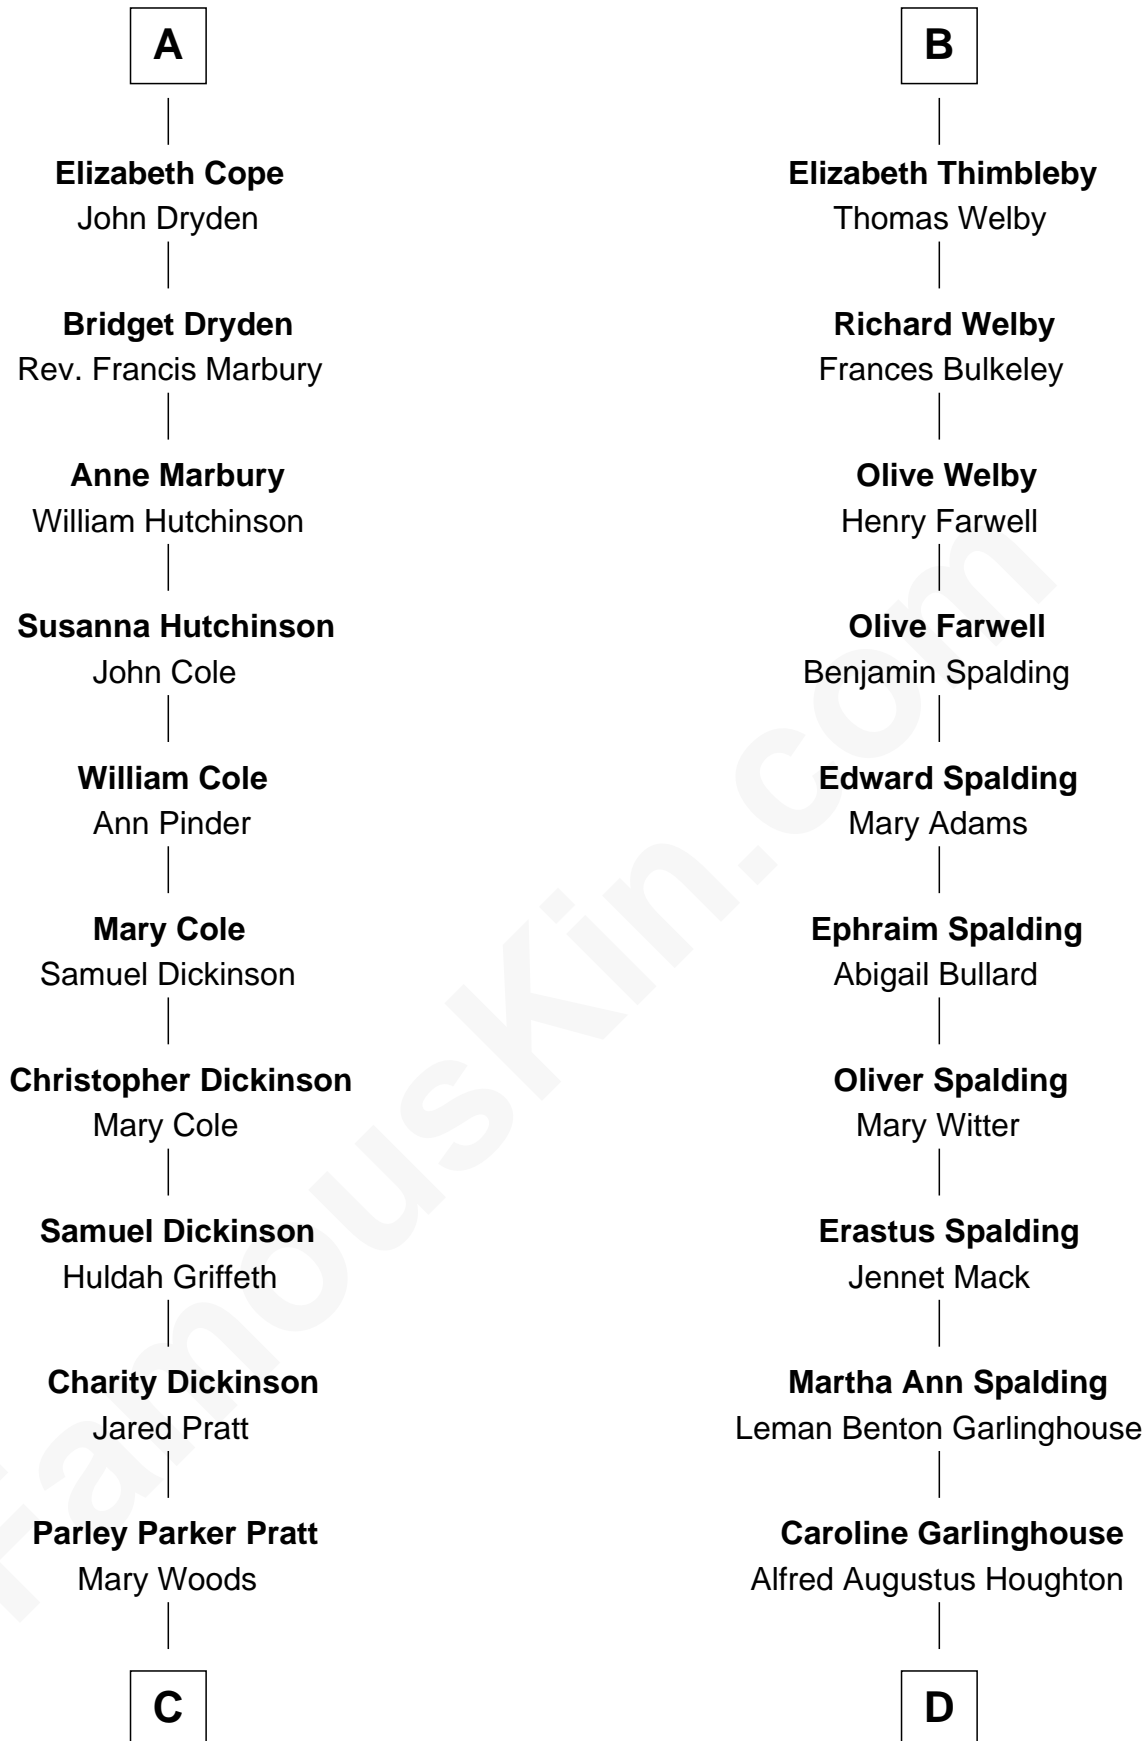 A
Elizabeth Cope
John Dryden
Bridget Dryden
Rev. Francis Marbury
Anne Marbury
William Hutchinson
Susanna Hutchinson
John Cole
William Cole
Ann Pinder
Mary Cole
Samuel Dickinson
Christopher Dickinson
Mary Cole
Samuel Dickinson
Huldah Griffeth
Charity Dickinson
Jared Pratt
Parley Parker Pratt
Mary Woods
C
B
Elizabeth Thimbleby
Thomas Welby
Richard Welby
Frances Bulkeley
Olive Welby
Henry Farwell
Olive Farwell
Benjamin Spalding
Edward Spalding
Mary Adams
Ephraim Spalding
Abigail Bullard
Oliver Spalding
Mary Witter
Erastus Spalding
Jennet Mack
Martha Ann Spalding
Leman Benton Garlinghouse
Caroline Garlinghouse
Alfred Augustus Houghton
D
FamousKin.com